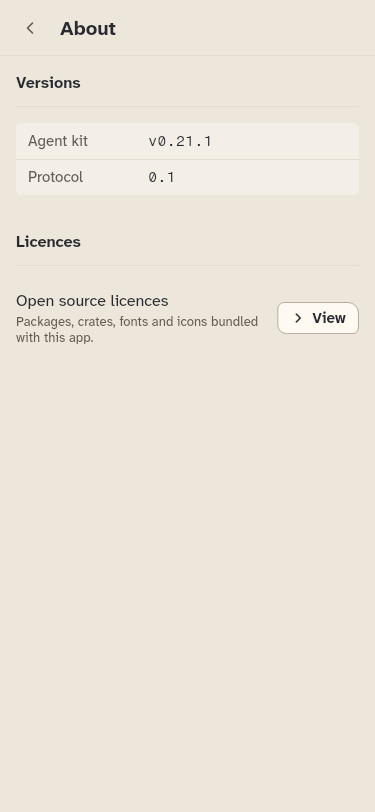 About
Versions
Agent kit v0.21.1
Protocol 0.1
Licences
Open source licences
Packages, crates, fonts and icons bundled
with this app.
View